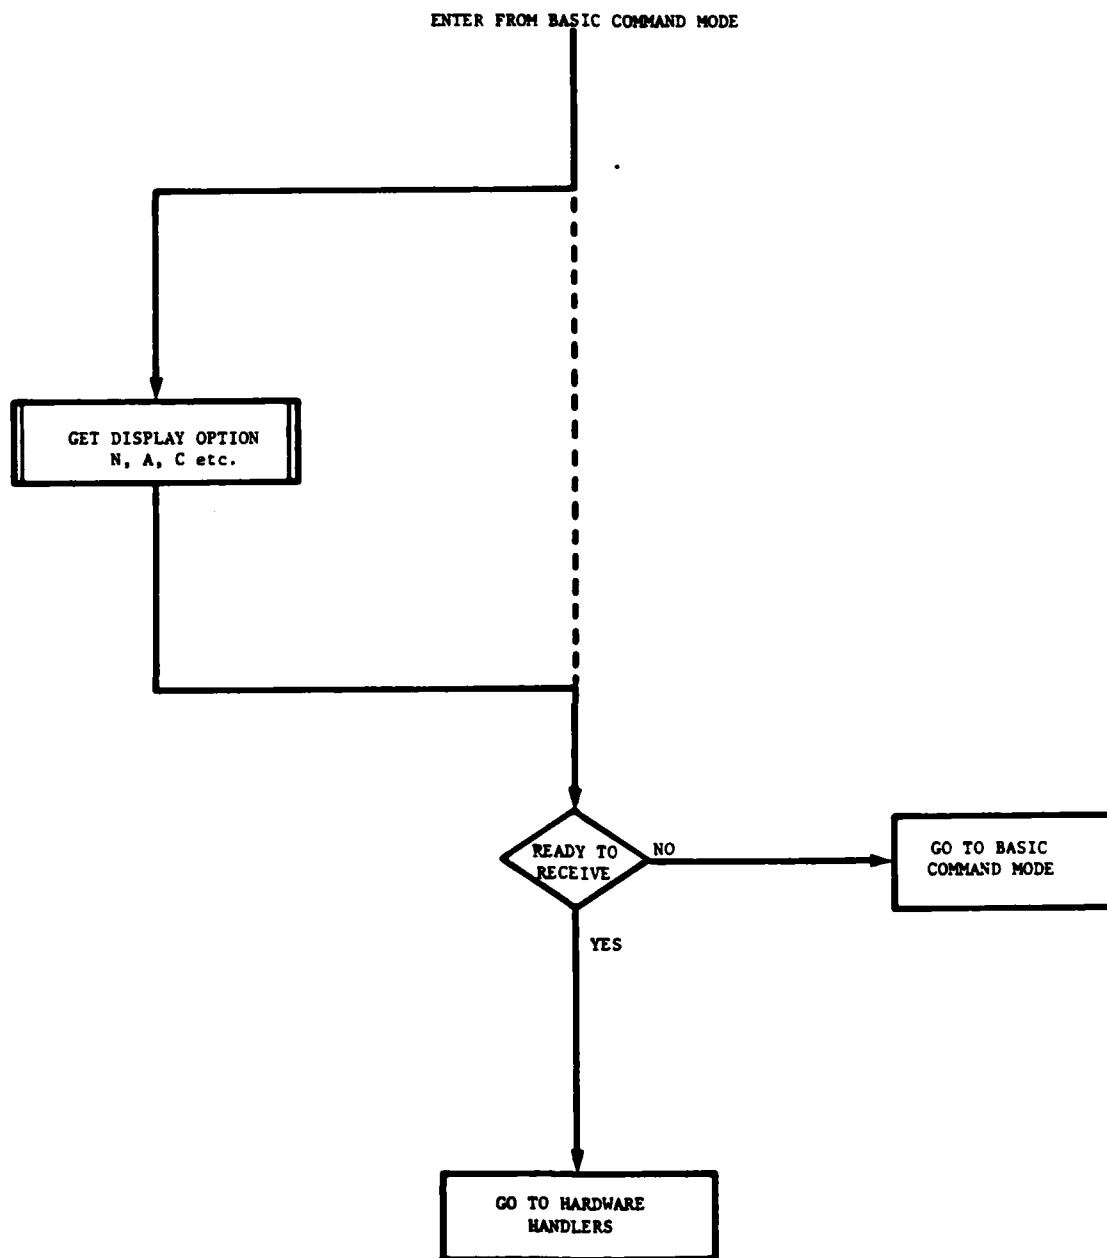 ENTER FROM BASIC COMMAND MODE
GET DISPLAY OPTION
N, A, C etc.
READY TO
RECEIVE
NO
GO TO BASIC
COMMAND MODE
YES
GO TO HARDWARE
HANDLERS